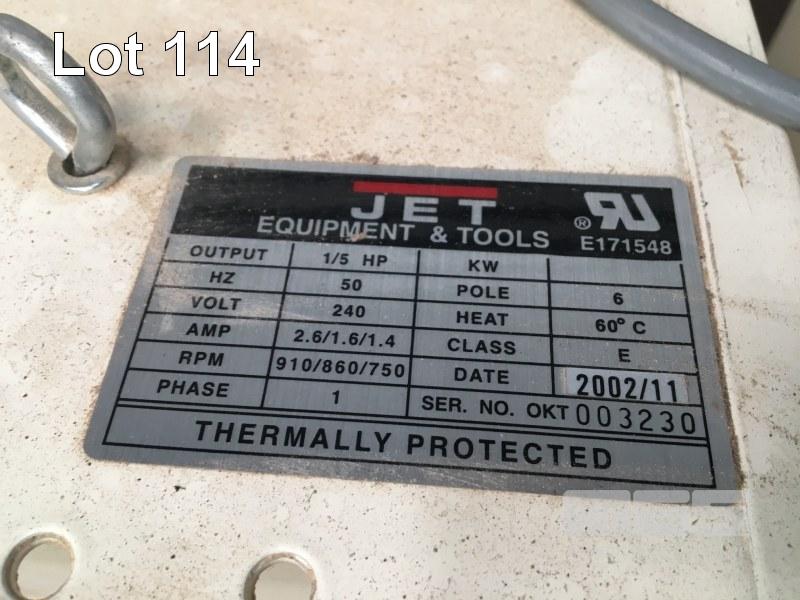 Lot 114
JET
EQUIPMENT & TOOLS
® E171548
OUTPUT 1/5 HP KW
HZ 50 POLE 6
VOLT 240 HEAT 60° C
AMP 2.6/1.6/1.4 CLASS E
RPM 910/860/750 DATE 2002/11
PHASE 1 SER. NO. OKT 003230
THERMALLY PROTECTED